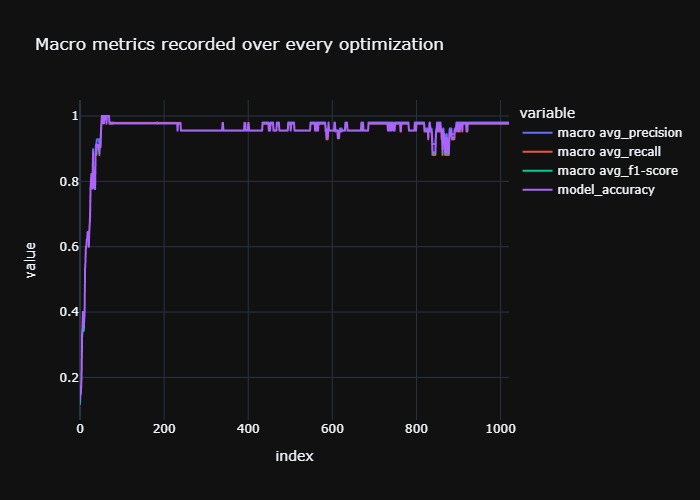 Macro metrics recorded over every optimization
variable
macro avg_precision
macro avg_recall
macro avg_f1-score
model_accuracy
1
0.8
0.6
0.4
0.2
value
0 200 400 600 800 1000
index